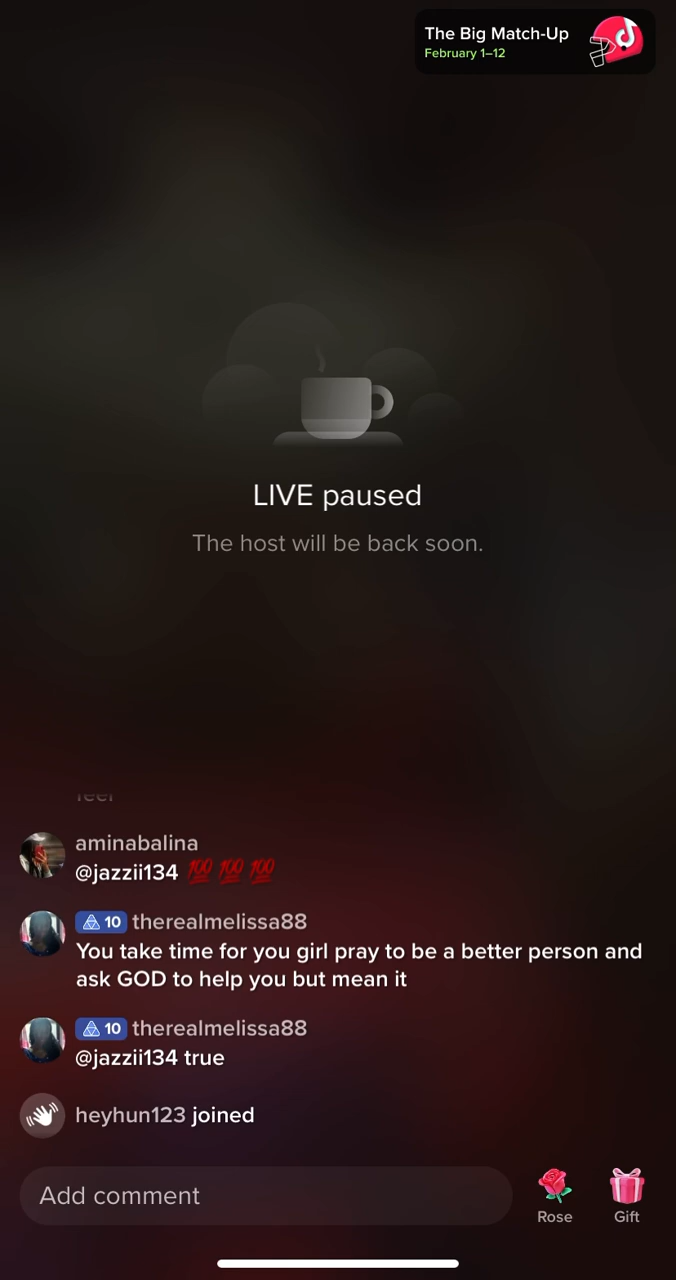 The Big Match-Up
February 1–12
LIVE paused
The host will be back soon.
aminabalina
@jazzii134 💯 💯 💯
10 therealmelissa88
You take time for you girl pray to be a better person and
ask GOD to help you but mean it
10 therealmelissa88
@jazzii134 true
heyhun123 joined
Add comment
Rose
Gift